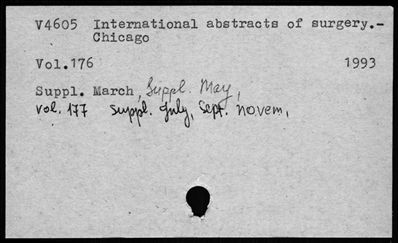 V4605 International abstracts of surgery.-
Chicago
Vol.176 1993
Suppl. March, Suppl. May,
vol. 177 Suppl. July, Sept. novem,